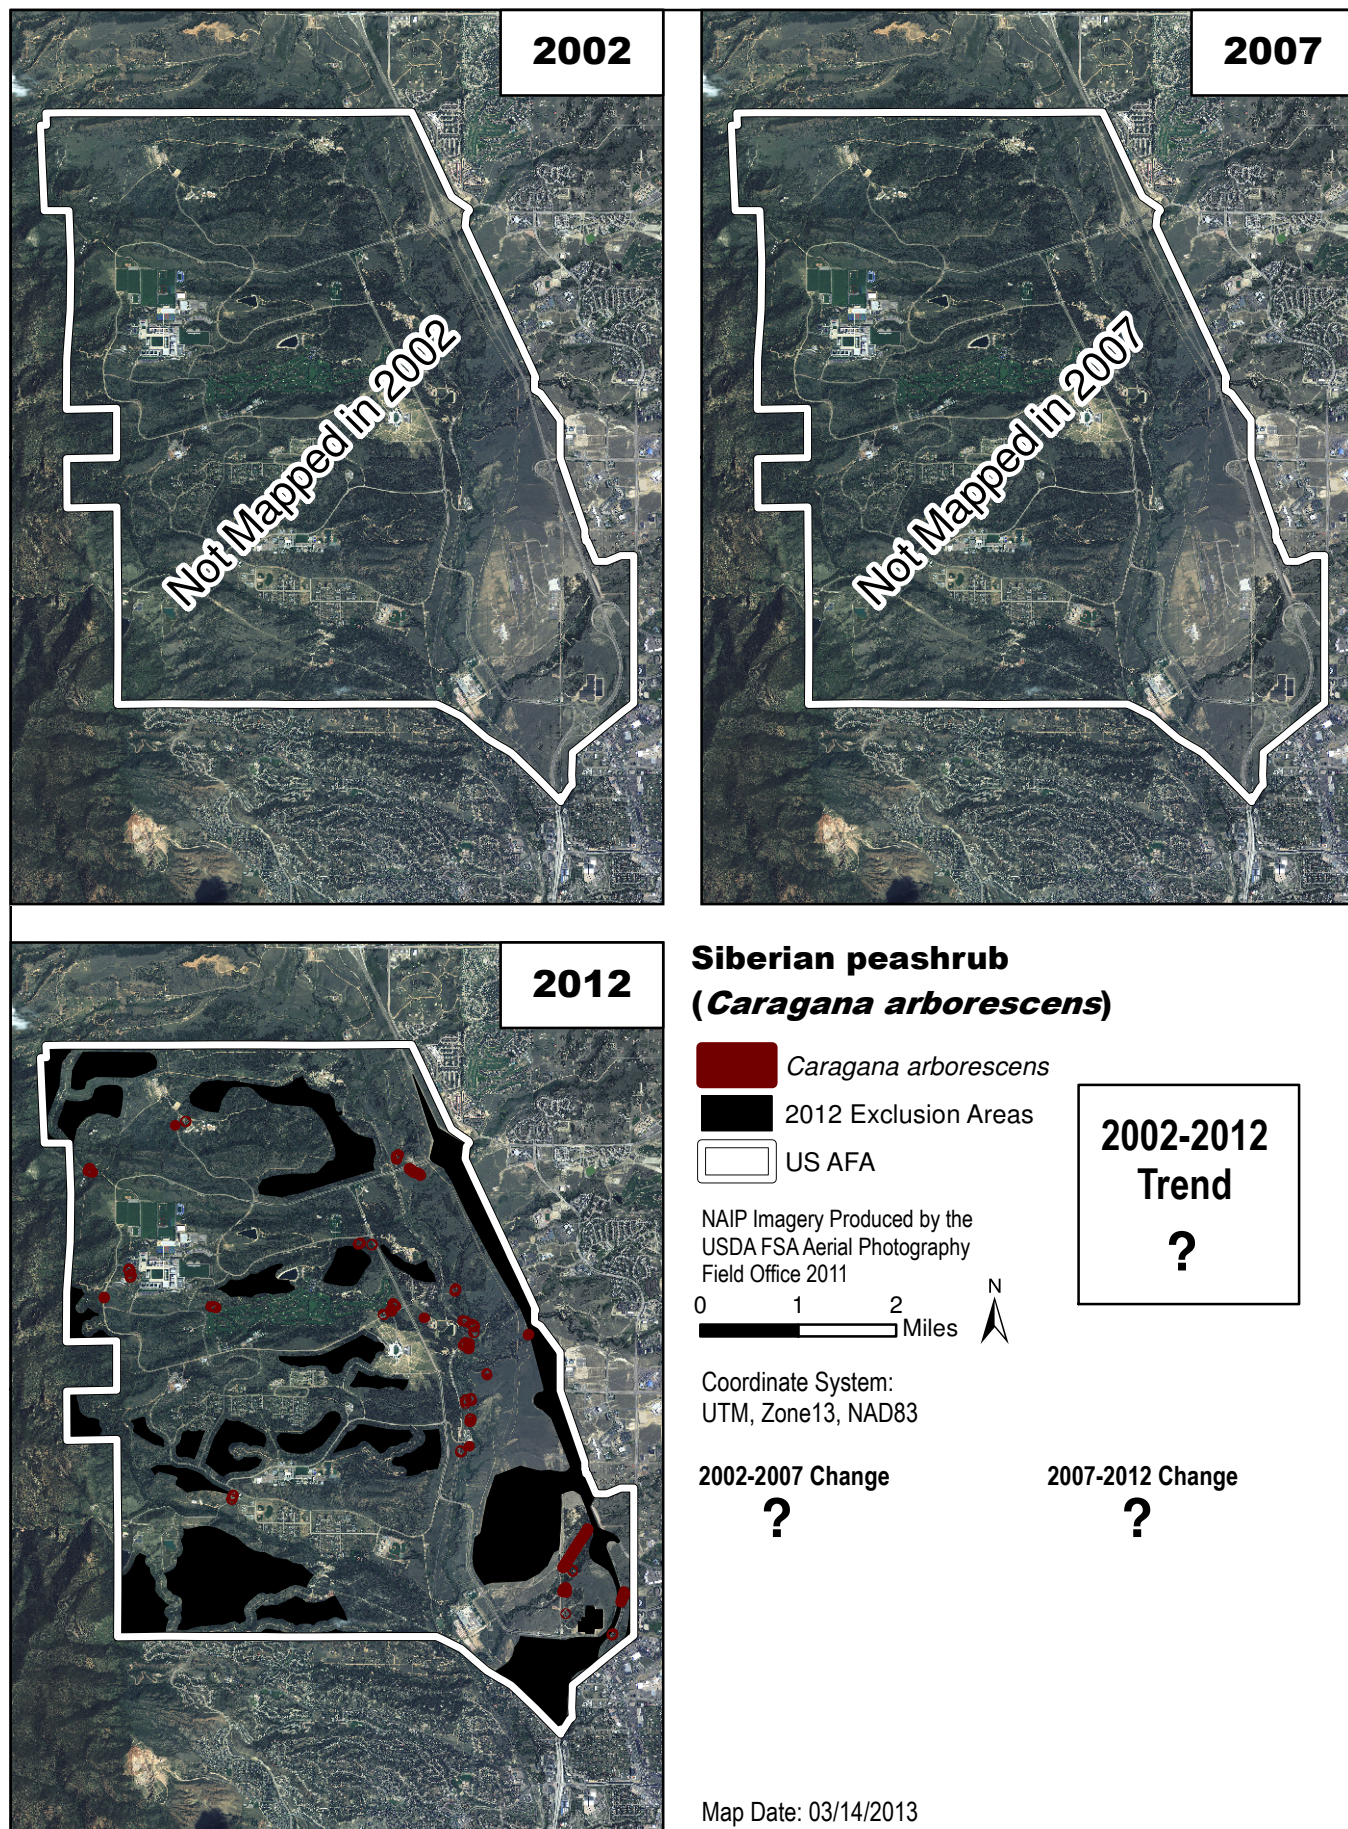 2002
2007
Not Mapped in 2002
Not Mapped in 2007
2012
Siberian peashrub
(Caragana arborescens)
Caragana arborescens
2012 Exclusion Areas
US AFA
2002-2012
Trend
?
NAIP Imagery Produced by the
USDA FSA Aerial Photography
Field Office 2011
N
0 1 2
Miles
Coordinate System:
UTM, Zone13, NAD83
2002-2007 Change
?
2007-2012 Change
?
Map Date: 03/14/2013